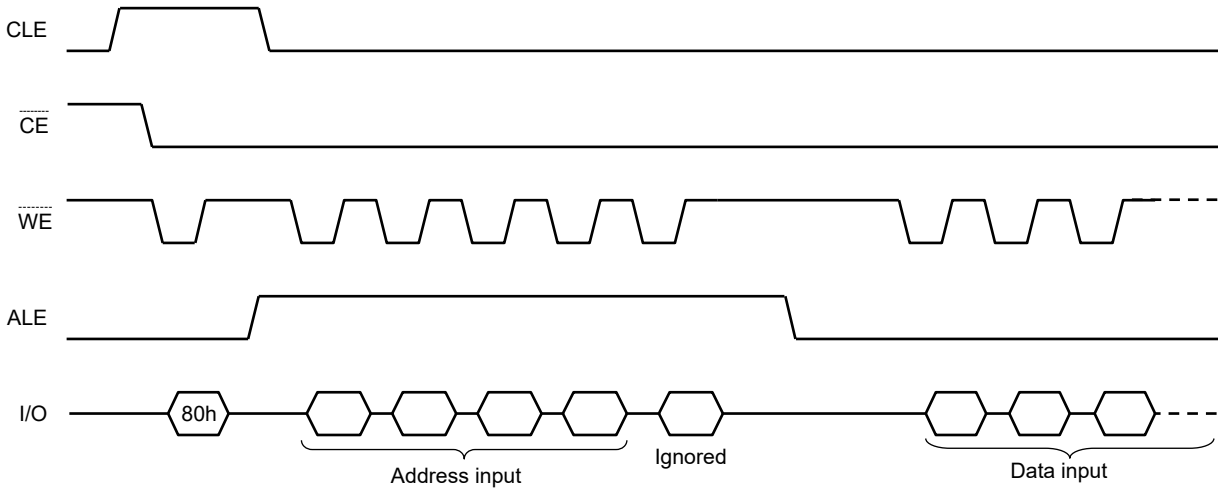 CLE
CE
WE
ALE
I/O
80h
Address input
Ignored
Data input